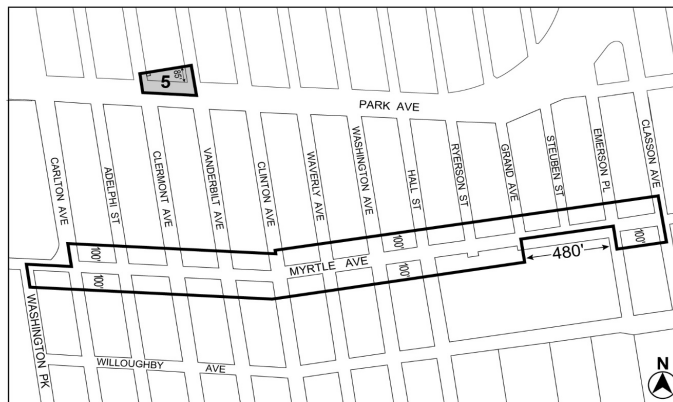 85'
5
PARK AVE
CARLTON AVE
ADELPHI ST
CLERMONT AVE
VANDERBILT AVE
CLINTON AVE
WAVERLY AVE
WASHINGTON AVE
HALL ST
RYERSON ST
GRAND AVE
STEUBEN ST
EMERSON PL
CLASSON AVE
100'
100'
100'
100'
100'
MYRTLE AVE
480'
WASHINGTON PK
WILLOUGHBY AVE
N